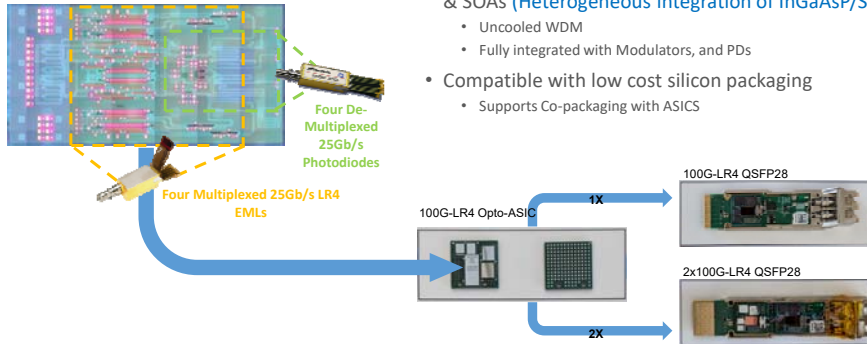 & SOAs (Heterogeneous Integration of InGaAsP/S
• Uncooled WDM
• Fully integrated with Modulators, and PDs
• Compatible with low cost silicon packaging
• Supports Co-packaging with ASICS
Four De-
Multiplexed
25Gb/s
Photodiodes
Four Multiplexed 25Gb/s LR4
EMLs
100G-LR4 Opto-ASIC
1X
100G-LR4 QSFP28
2x100G-LR4 QSFP28
2X